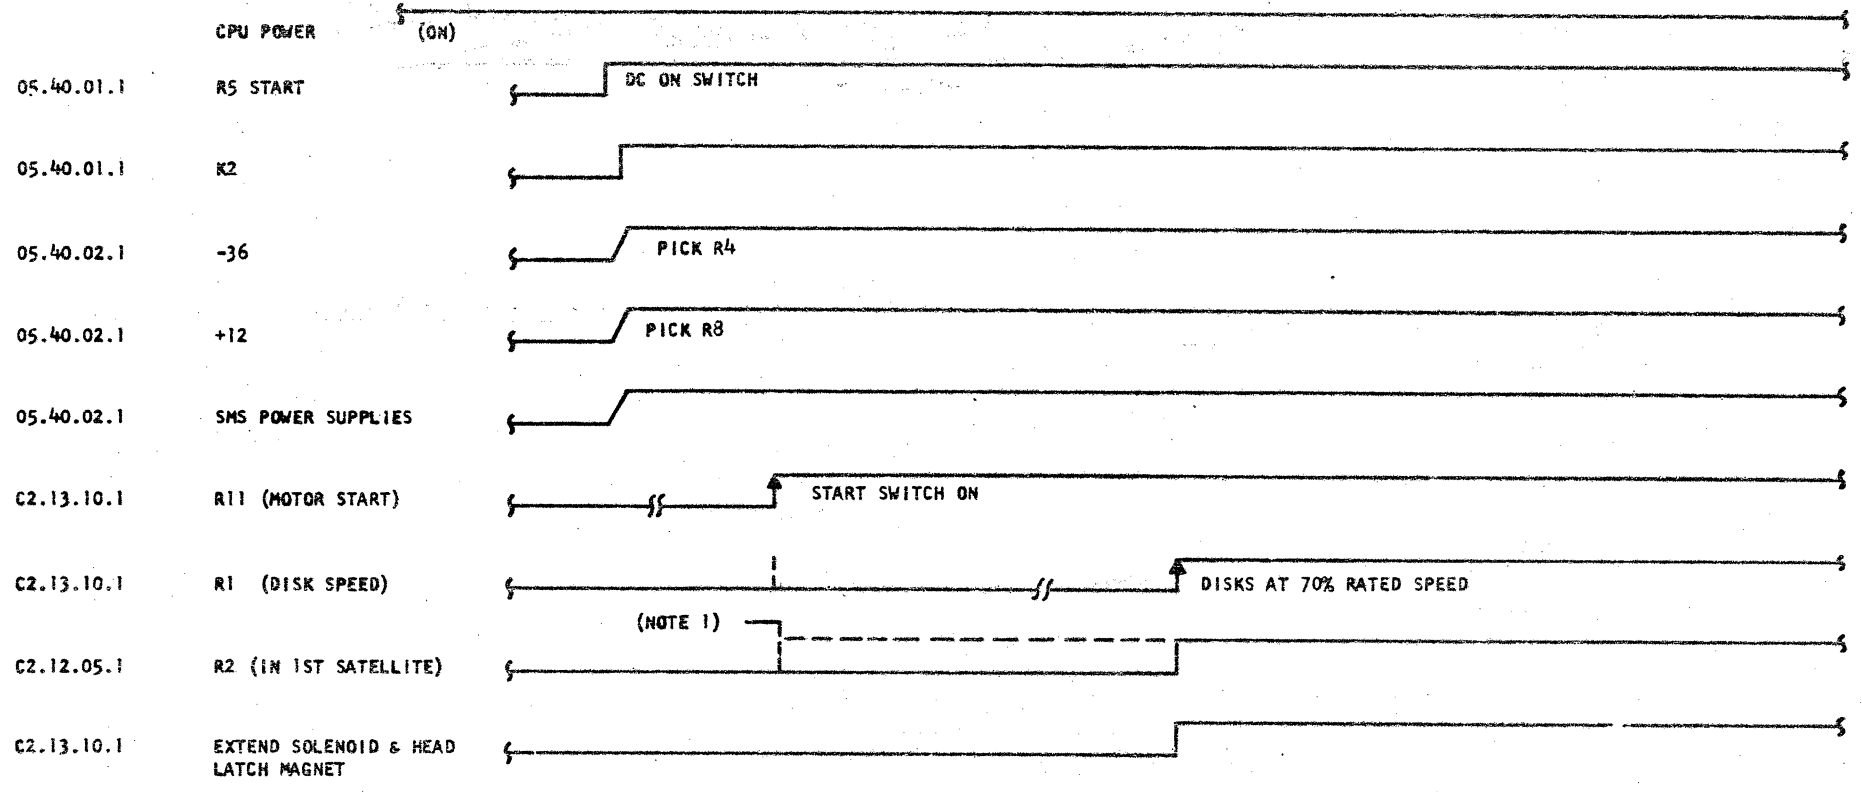 CPU POWER (ON)
05.40.01.1 R5 START DC ON SWITCH
05.40.01.1 K2
05.40.02.1 -36 PICK R4
05.40.02.1 +12 PICK R8
05.40.02.1 SMS POWER SUPPLIES
C2.13.10.1 R11 (MOTOR START) START SWITCH ON
C2.13.10.1 R1 (DISK SPEED) DISKS AT 70% RATED SPEED
(NOTE 1)
C2.12.05.1 R2 (IN 1ST SATELLITE)
C2.13.10.1 EXTEND SOLENOID & HEAD
LATCH MAGNET